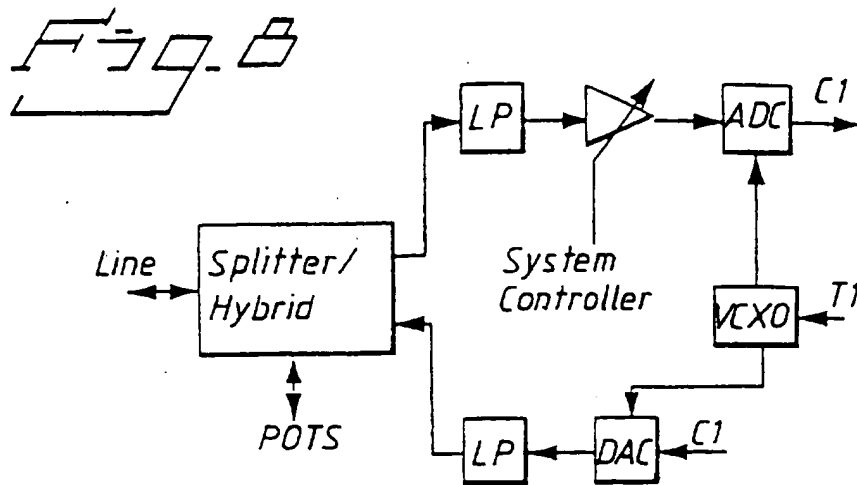 Fig. 8
LP
ADC
C1
Line
Splitter/
Hybrid
System
Controller
VCXO
T1
POTS
LP
DAC
C1